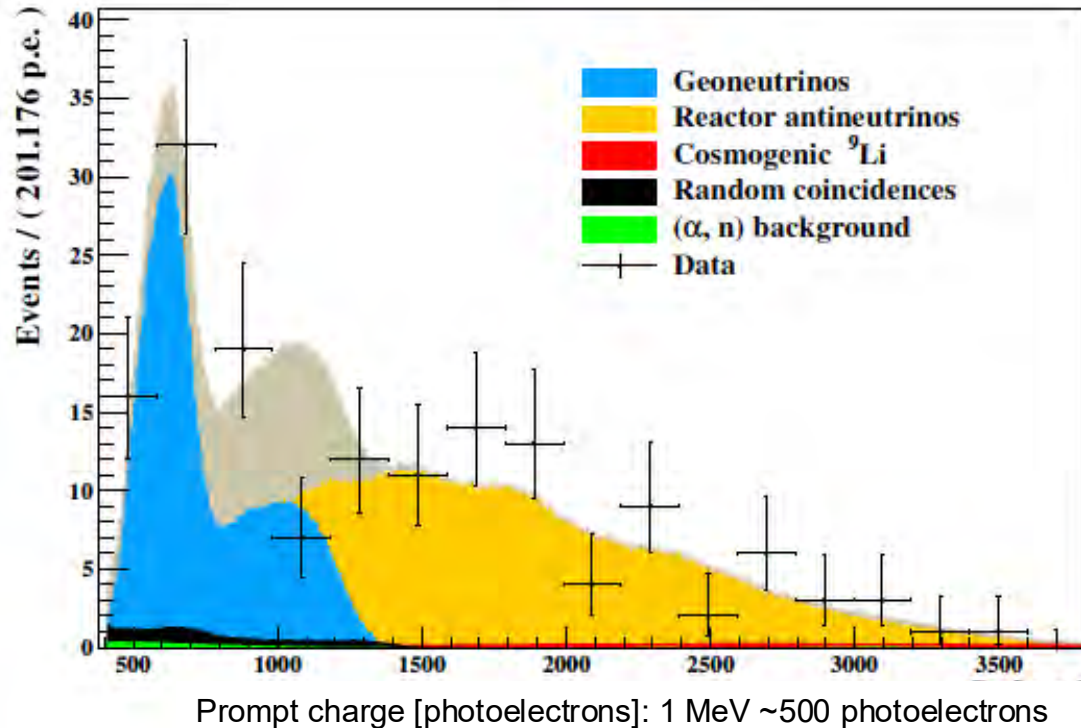 Events / ( 201.176 p.e. )
40
35
30
25
20
15
10
5
0
Geoneutrinos
Reactor antineutrinos
Cosmogenic ⁹Li
Random coincidences
(α, n) background
Data
500 1000 1500 2000 2500 3000 3500
Prompt charge [photoelectrons]: 1 MeV ~500 photoelectrons